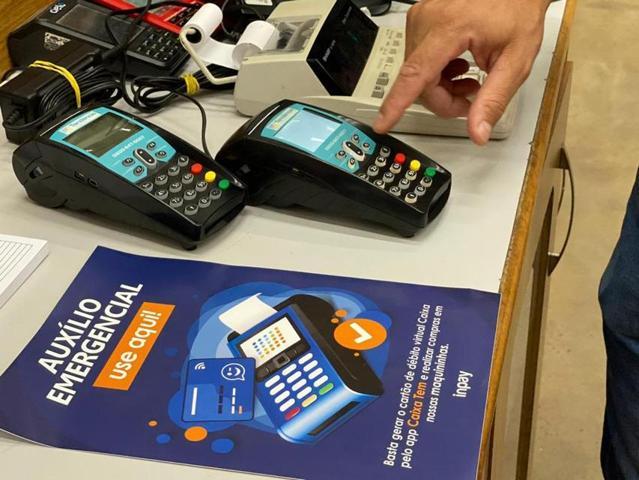 AUXÍLIO
EMERGENCIAL
use aqui!
Basta gerar o cartão de débito virtual Caixa
pelo app Caixa Tem e realizar compras em
nossas maquininhas.
inpay